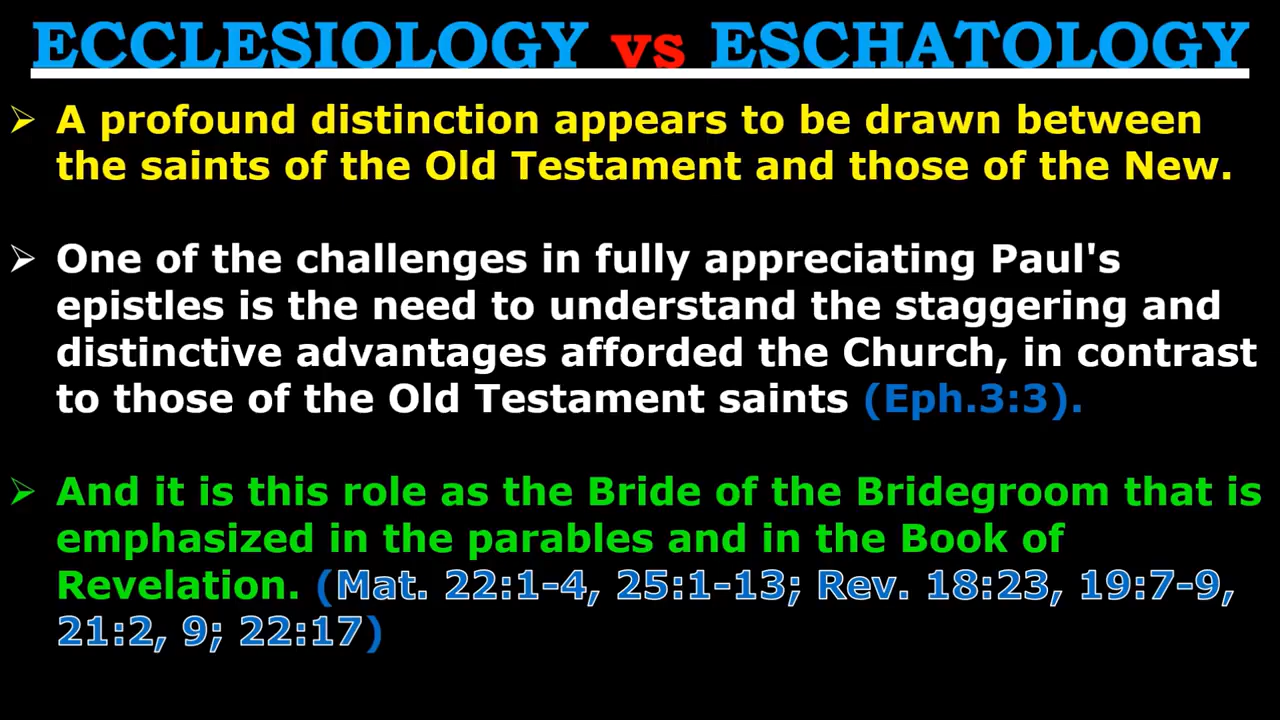 ECCLESIOLOGY vs ESCHATOLOGY
➢ A profound distinction appears to be drawn between
the saints of the Old Testament and those of the New.
➢ One of the challenges in fully appreciating Paul's
epistles is the need to understand the staggering and
distinctive advantages afforded the Church, in contrast
to those of the Old Testament saints (Eph.3:3).
➢ And it is this role as the Bride of the Bridegroom that is
emphasized in the parables and in the Book of
Revelation. (Mat. 22:1-4, 25:1-13; Rev. 18:23, 19:7-9,
21:2, 9; 22:17)